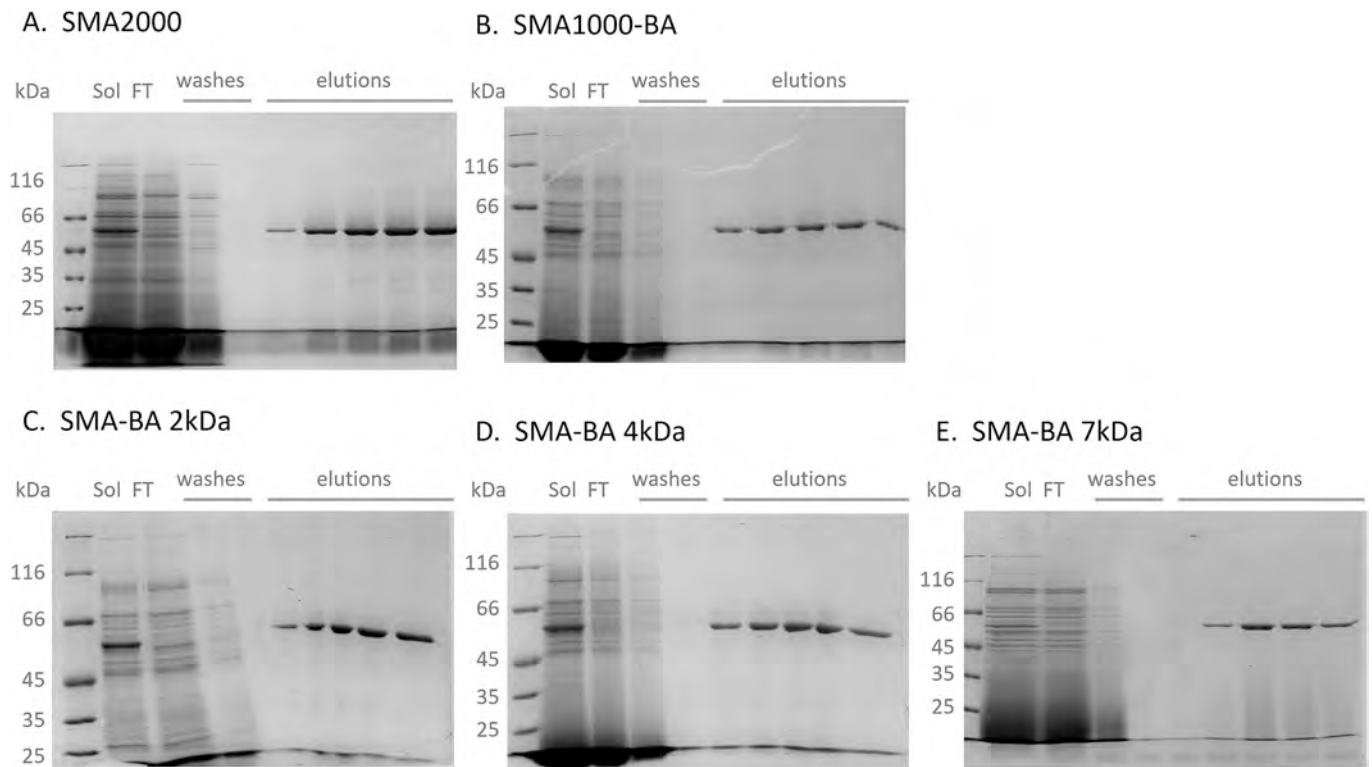 A. SMA2000
kDa Sol FT washes elutions
116
66
45
35
25
B. SMA1000-BA
kDa Sol FT washes elutions
116
66
45
35
25
C. SMA-BA 2kDa
kDa Sol FT washes elutions
116
66
45
35
25
D. SMA-BA 4kDa
kDa Sol FT washes elutions
116
66
45
35
25
E. SMA-BA 7kDa
kDa Sol FT washes elutions
116
66
45
35
25